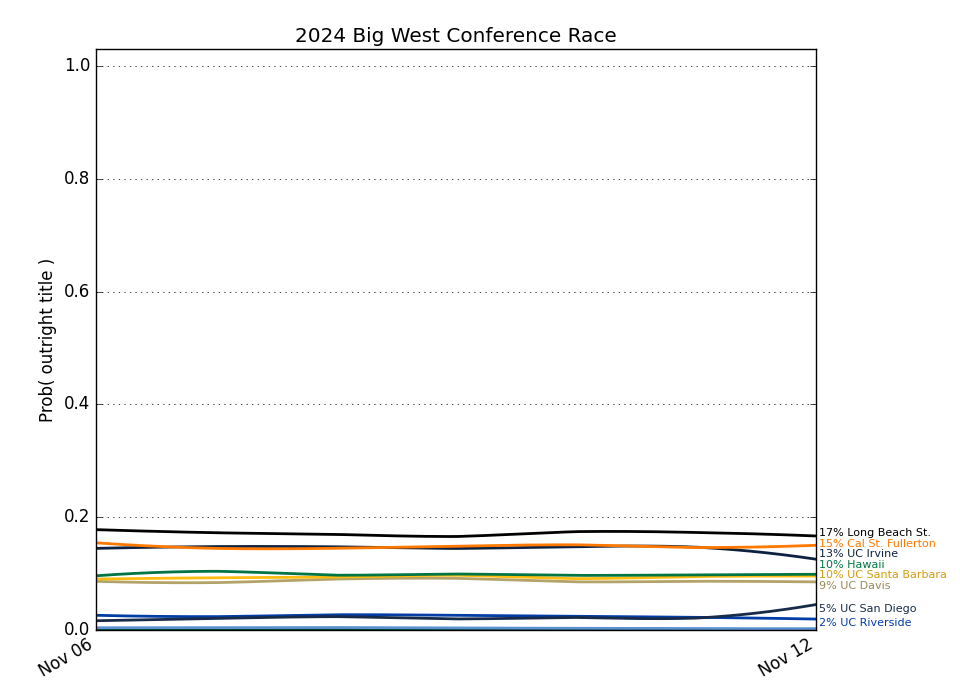 2024 Big West Conference Race
1.0
0.8
0.6
0.4
0.2
0.0
Prob( outright title )
17% Long Beach St.
15% Cal St. Fullerton
13% UC Irvine
10% Hawaii
10% UC Santa Barbara
9% UC Davis
5% UC San Diego
2% UC Riverside
Nov 06
Nov 12